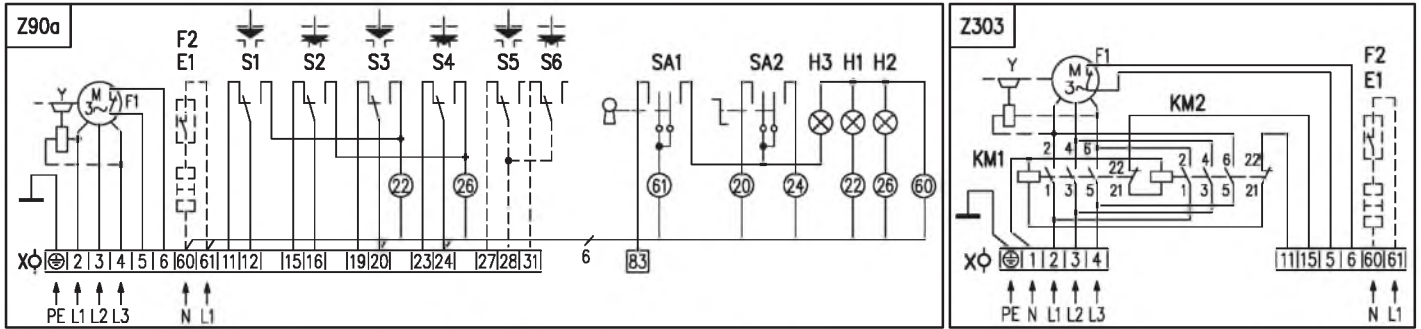 Z90a
F2
E1 S1 S2 S3 S4 S5 S6 SA1 SA2 H3 H1 H2
Y M 3~ F1
22 26 61 20 24 22 26 60
X 2 3 4 5 6 60 61 11 12 15 16 19 20 23 24 27 28 31 6 83
PE L1 L2 L3 N L1
Z303
F1
F2
E1
Y M 3~
KM2
KM1
2 4 6 22 2 4 6 22
1 3 5 21 1 3 5 21
X 1 2 3 4 11 15 5 6 60 61
PE N L1 L2 L3 N L1